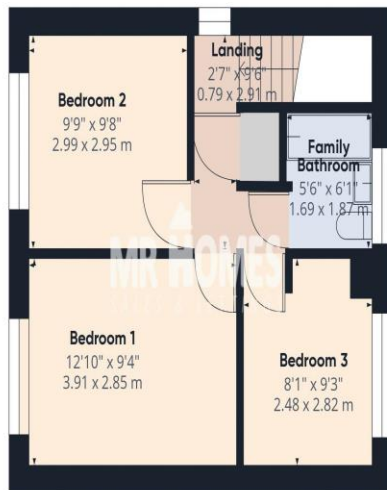 Landing
2'7" x 9'6"
0.79 x 2.91 m
Bedroom 2
9'9" x 9'8"
2.99 x 2.95 m
Family
Bathroom
5'6" x 6'1"
1.69 x 1.87 m
MR HOMES
Bedroom 1
12'10" x 9'4"
3.91 x 2.85 m
Bedroom 3
8'1" x 9'3"
2.48 x 2.82 m